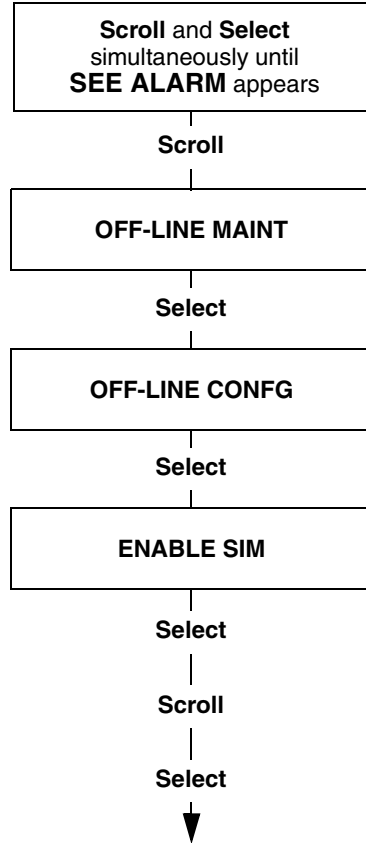 Scroll and Select
simultaneously until
SEE ALARM appears
Scroll
OFF-LINE MAINT
Select
OFF-LINE CONFG
Select
ENABLE SIM
Select
Scroll
Select